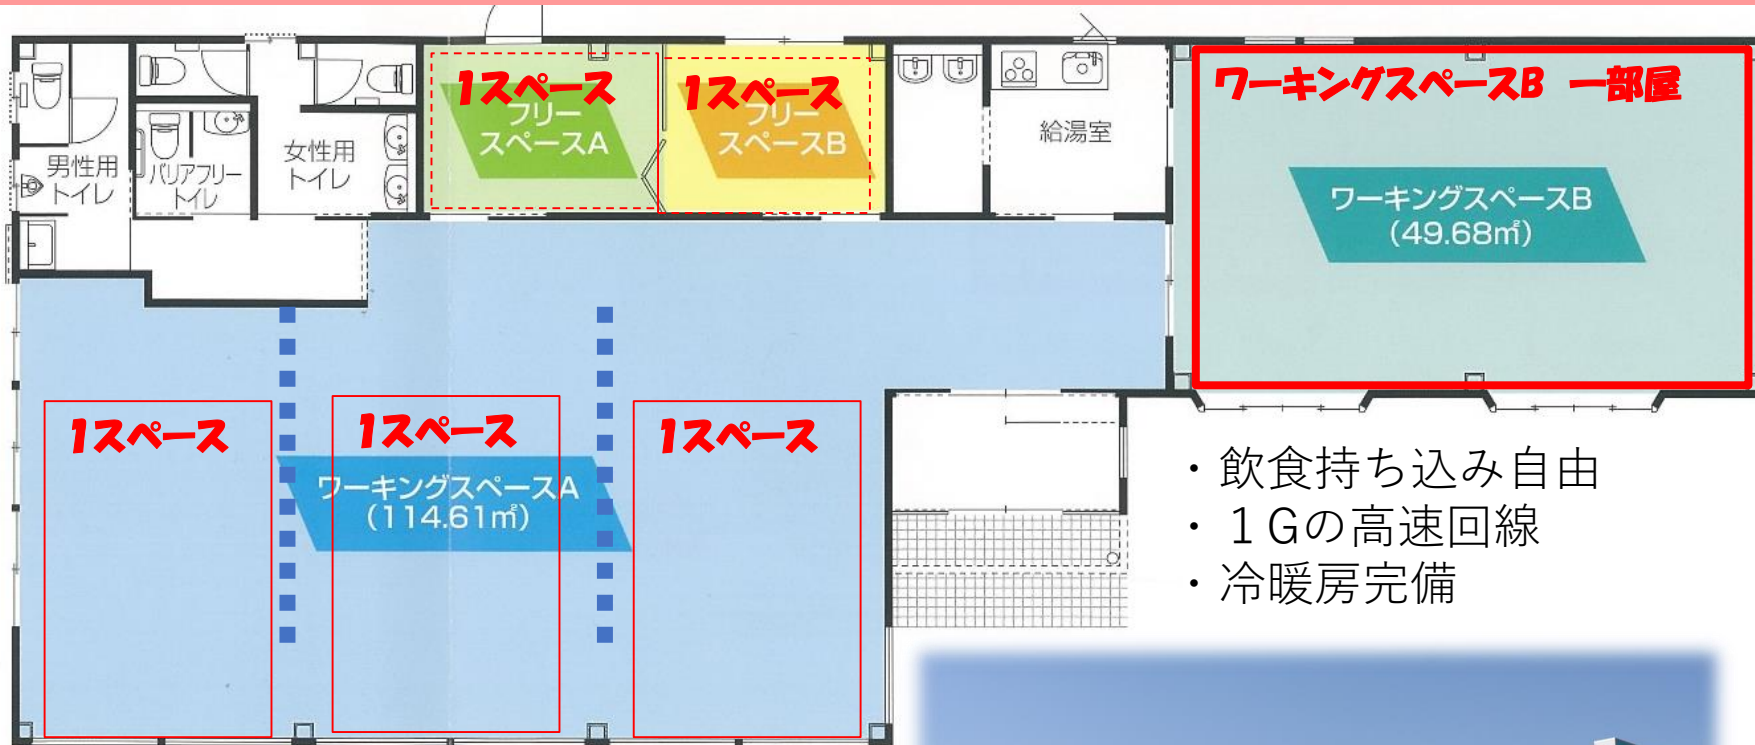 1スペース
フリー
スペースA
1スペース
フリー
スペースB
ワーキングスペースB 一部屋
男性用
トイレ
バリアフリー
トイレ
女性用
トイレ
給湯室
ワーキングスペースB
(49.68㎡)
1スペース
1スペース
1スペース
ワーキングスペースA
(114.61㎡)
・飲食持ち込み自由
・１Gの高速回線
・冷暖房完備